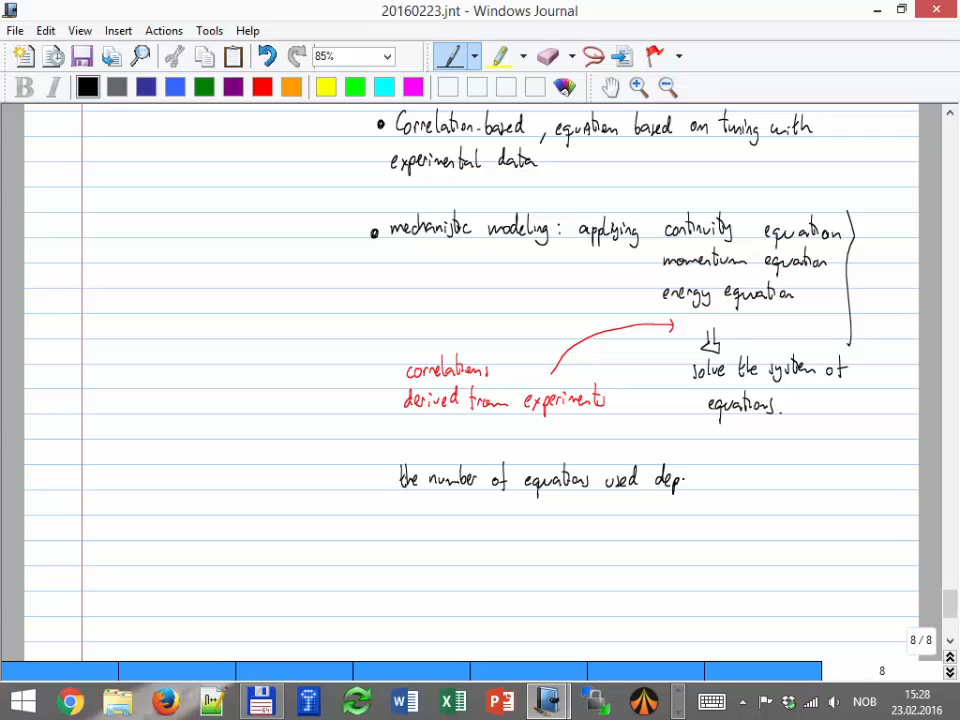 20160223.jnt - Windows Journal
File Edit View Insert Actions Tools Help
85%
B I
• Correlation-based, equation based on tuning with
experimental data
• mechanistic modeling: applying continuity equation
momentum equation
energy equation
correlations
derived from experiments
solve the system of
equations.
the number of equations used dep
8 / 8
8
NOB
15:28
23.02.2016